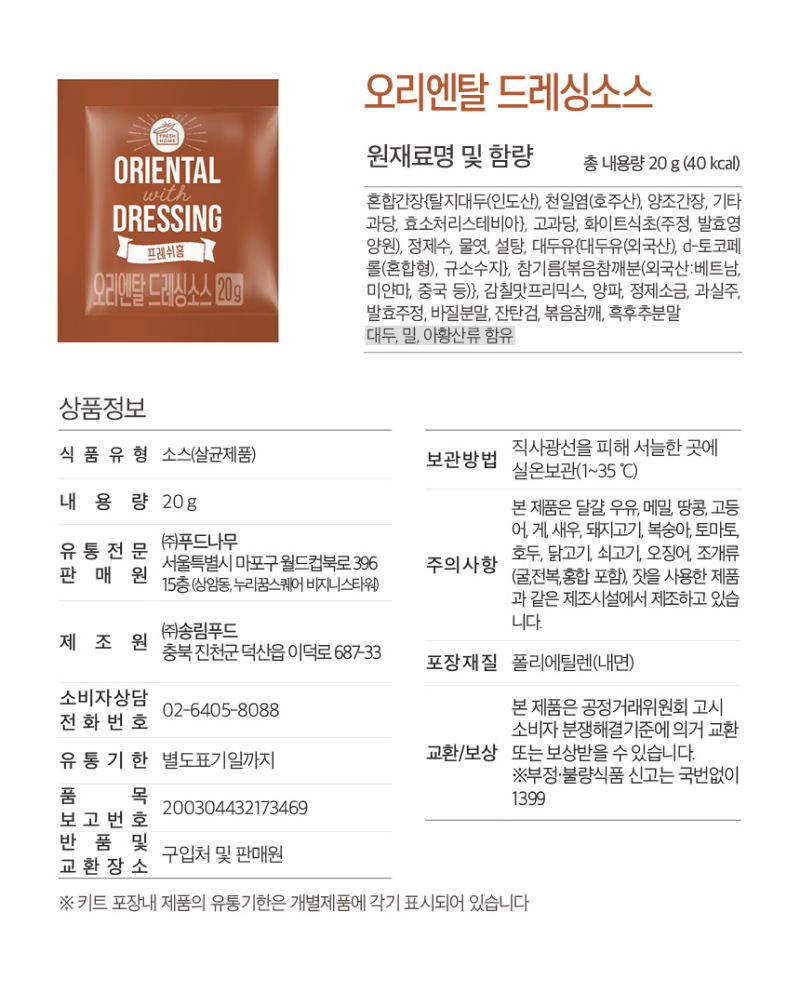 FRESH
HOME
ORIENTAL
with
DRESSING
프레쉬홈
오리엔탈 드레싱소스 20g
오리엔탈 드레싱소스
원재료명 및 함량
총 내용량 20 g (40 kcal)
혼합간장{탈지대두(인도산), 천일염(호주산), 양조간장, 기타
과당, 효소처리스테비아}, 고과당, 화이트식초(주정, 발효영
양원), 정제수, 물엿, 설탕, 대두유{대두유(외국산), d-토코페
롤(혼합형), 규소수지}, 참기름{볶음참깨분(외국산:베트남,
미얀마, 중국 등)}, 감칠맛프리믹스, 양파, 정제소금, 과실주,
발효주정, 바질분말, 잔탄검, 볶음참깨, 흑후추분말
대두, 밀, 아황산류 함유
상품정보
식품유형 소스(살균제품)
내용량 20 g
유통전문
판매원
㈜푸드나무
서울특별시 마포구 월드컵북로 396
15층 (상암동, 누리꿈스퀘어 비지니스타워)
제조원
㈜송림푸드
충북 진천군 덕산읍 이덕로 687-33
소비자상담
전화번호
02-6405-8088
유통기한 별도표기일까지
품목
보고번호
200304432173469
반품및
교환장소
구입처 및 판매원
보관방법
직사광선을 피해 서늘한 곳에
실온보관(1~35 ℃)
주의사항
본 제품은 달걀, 우유, 메밀, 땅콩, 고등
어, 게, 새우, 돼지고기, 복숭아, 토마토,
호두, 닭고기, 쇠고기, 오징어, 조개류
(굴,전복,홍합 포함), 잣을 사용한 제품
과 같은 제조시설에서 제조하고 있습
니다.
포장재질 폴리에틸렌(내면)
교환/보상
본 제품은 공정거래위원회 고시
소비자 분쟁해결기준에 의거 교환
또는 보상받을 수 있습니다.
※부정·불량식품 신고는 국번없이
1399
※ 키트 포장내 제품의 유통기한은 개별제품에 각기 표시되어 있습니다